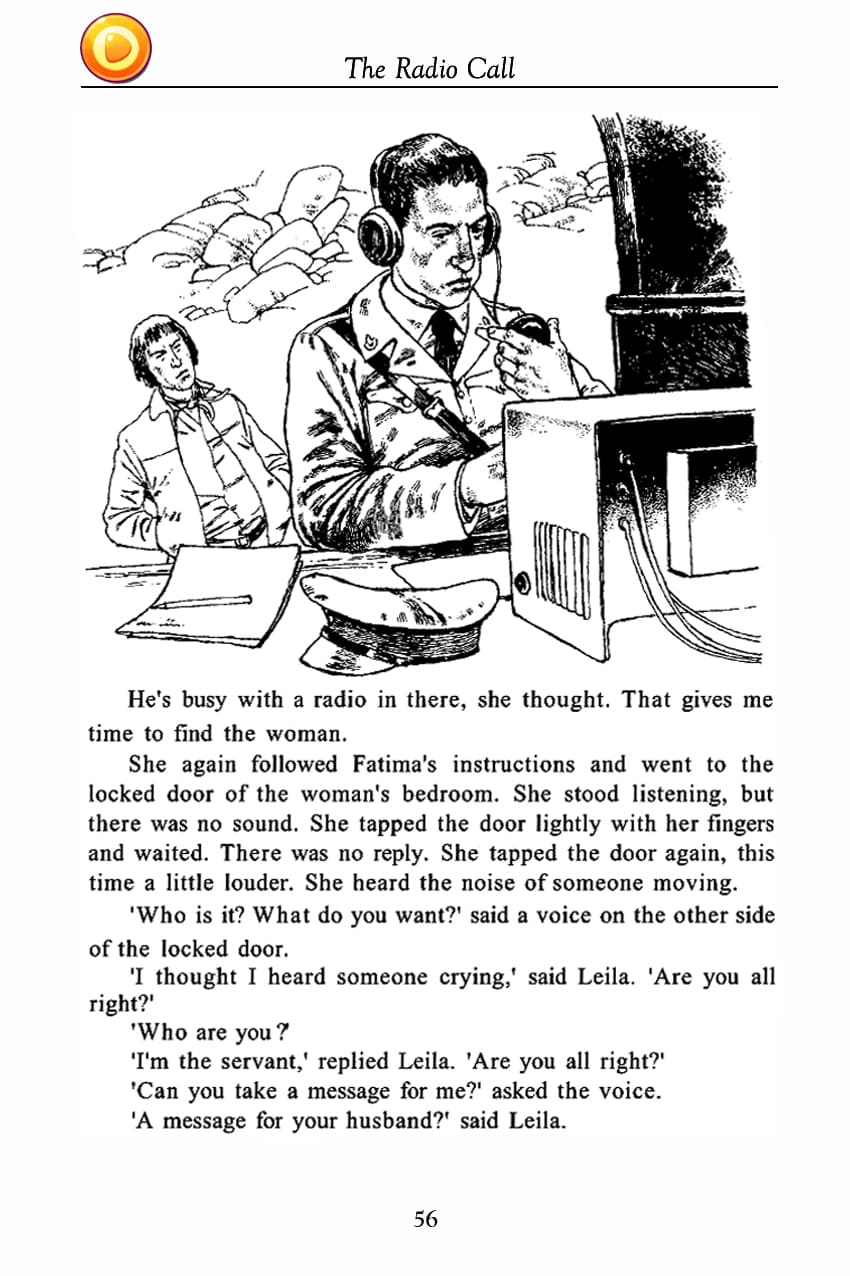 The Radio Call
He's busy with a radio in there, she thought. That gives me
time to find the woman.
She again followed Fatima's instructions and went to the
locked door of the woman's bedroom. She stood listening, but
there was no sound. She tapped the door lightly with her fingers
and waited. There was no reply. She tapped the door again, this
time a little louder. She heard the noise of someone moving.
'Who is it? What do you want?' said a voice on the other side
of the locked door.
'I thought I heard someone crying,' said Leila. 'Are you all
right?'
'Who are you?'
'I'm the servant,' replied Leila. 'Are you all right?'
'Can you take a message for me?' asked the voice.
'A message for your husband?' said Leila.
56